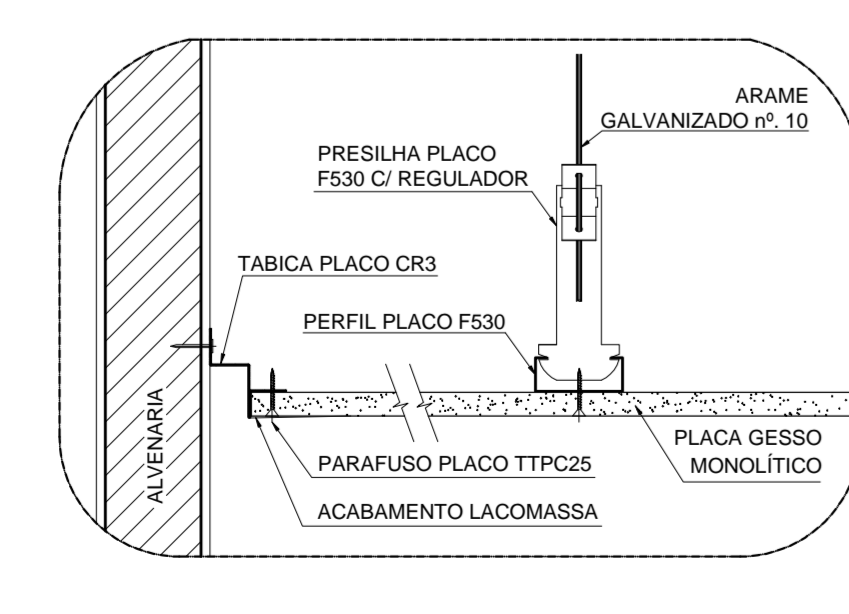 ARAME
GALVANIZADO nº. 10
PRESILHA PLACO
F530 C/ REGULADOR
TABICA PLACO CR3
PERFIL PLACO F530
ALVENARIA
PLACA GESSO
MONOLÍTICO
PARAFUSO PLACO TTPC25
ACABAMENTO LACOMASSA